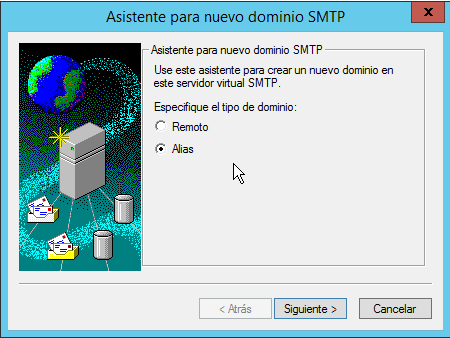 Asistente para nuevo dominio SMTP
x
Asistente para nuevo dominio SMTP
Use este asistente para crear un nuevo dominio en
este servidor virtual SMTP.
Especifique el tipo de dominio:
Remoto
Alias
< Atrás
Siguiente >
Cancelar